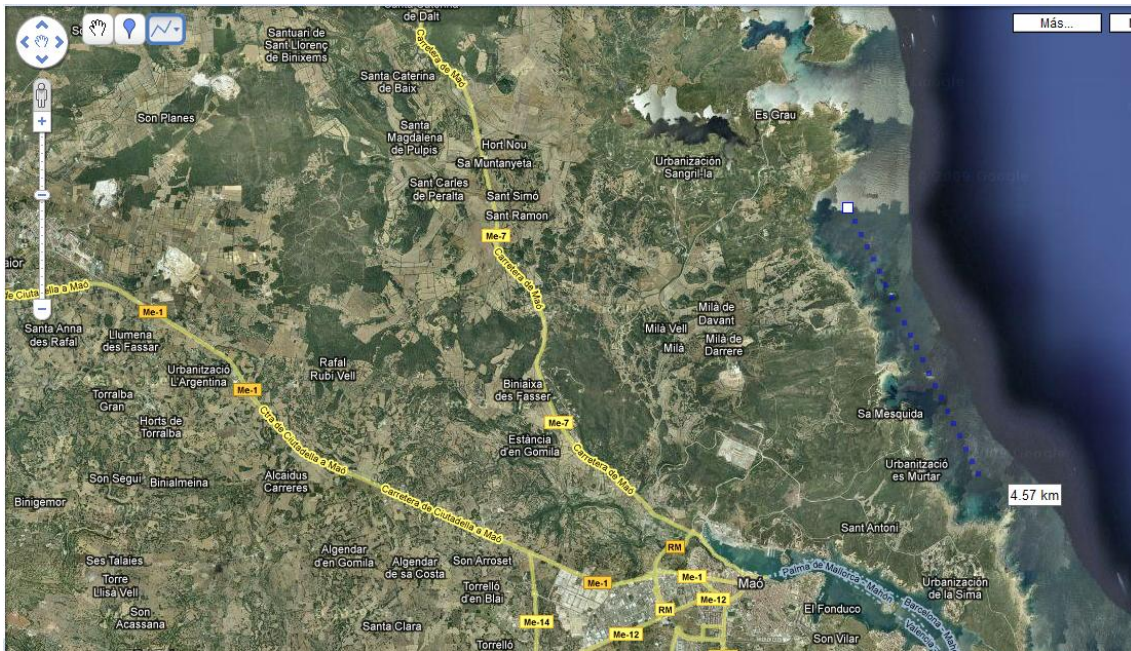 Santa Caterina
de Dalt
Más...
Santuari de
Sant Llorenç
de Binixems
Carretera de Maó
Santa Caterina
de Baix
Son Planes
Es Grau
Santa
Magdalena
de Pulpis
Hort Nou
Sa Muntanyeta
Urbanización
Sangril-la
Sant Carles
de Peralta
Sant Simó
Sant Ramon
Me-7
Carretera de Maó
de Ciutadella a Maó
Me-1
Santa Anna
des Rafal
Llumena
des Fassar
Milà de
Davant
Milà Vell
Milà
Milà de
Darrere
Urbanització
L'Argentina
Rafal
Rubí Vell
Me-1
Biniaixa
des Fasser
Torralba
Gran
Horts de
Torralba
Ctra de Ciutadella a Maó
Me-7
Sa Mesquida
Estància
d'en Gomila
Carretera de Maó
Son Seguí
Binialmeina
Alcaidus
Carreres
Urbanització
es Murtar
Binigemor
4.57 km
Carretera de Ciutadella a Maó
Sant Antoni
Ses Talaies
Torre
Llisá Vell
Algendar
d'en Gomila
Algendar
de sa Costa
Son Arroset
RM
Me-1
Me-1
Maó
Palma de Mallorca - Mahón
Urbanización
de la Sima
Torrelló
d'en Blai
Me-12
RM
El Fonduco
Barcelona - Mahón
Valencia
Son
Acassana
Santa Clara
Me-14
Me-12
Torrelló
Son Vilar